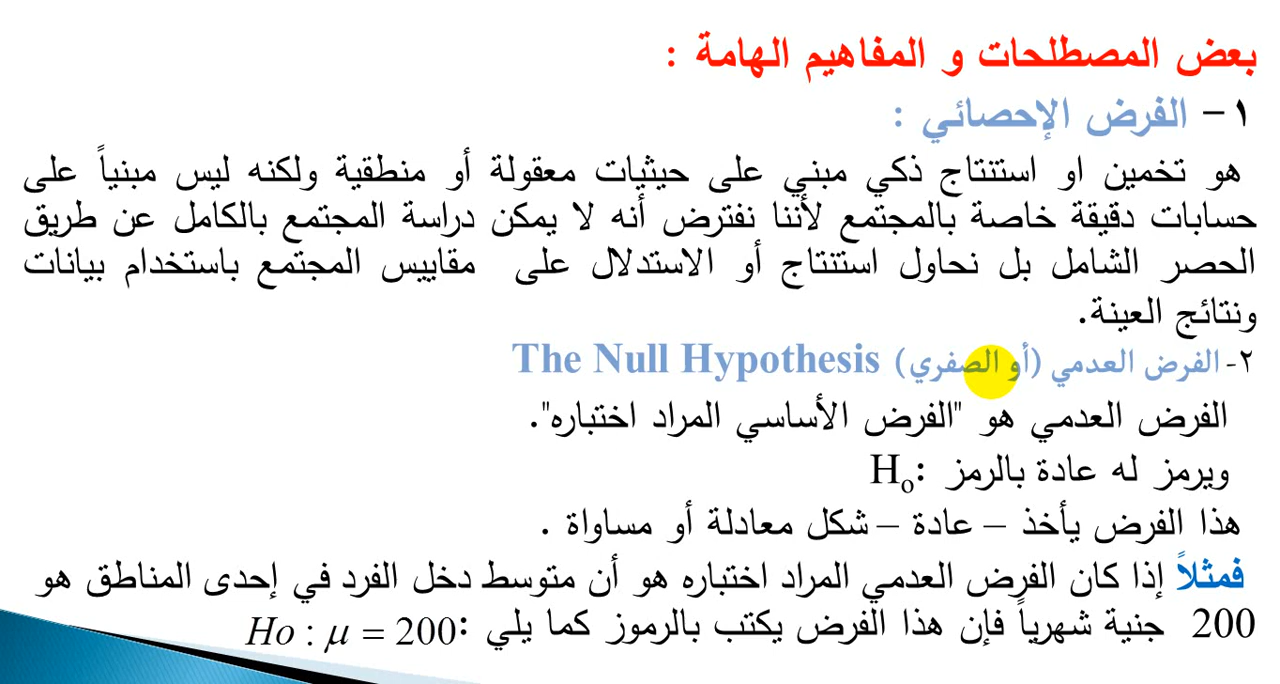 بعض المصطلحات و المفاهيم الهامة :
١- الفرض الإحصائي :
هو تخمين او استنتاج ذكي مبني على حيثيات معقولة أو منطقية ولكنه ليس مبنياً على
حسابات دقيقة خاصة بالمجتمع لأننا نفترض أنه لا يمكن دراسة المجتمع بالكامل عن طريق
الحصر الشامل بل نحاول استنتاج أو الاستدلال على مقاييس المجتمع باستخدام بيانات
ونتائج العينة.
٢- الفرض العدمي (أو الصفري) The Null Hypothesis
الفرض العدمي هو "الفرض الأساسي المراد اختباره".
ويرمز له عادة بالرمز :H₀
هذا الفرض يأخذ – عادة – شكل معادلة أو مساواة .
فمثلاً إذا كان الفرض العدمي المراد اختباره هو أن متوسط دخل الفرد في إحدى المناطق هو
200 جنية شهرياً فإن هذا الفرض يكتب بالرموز كما يلي :Ho : μ = 200